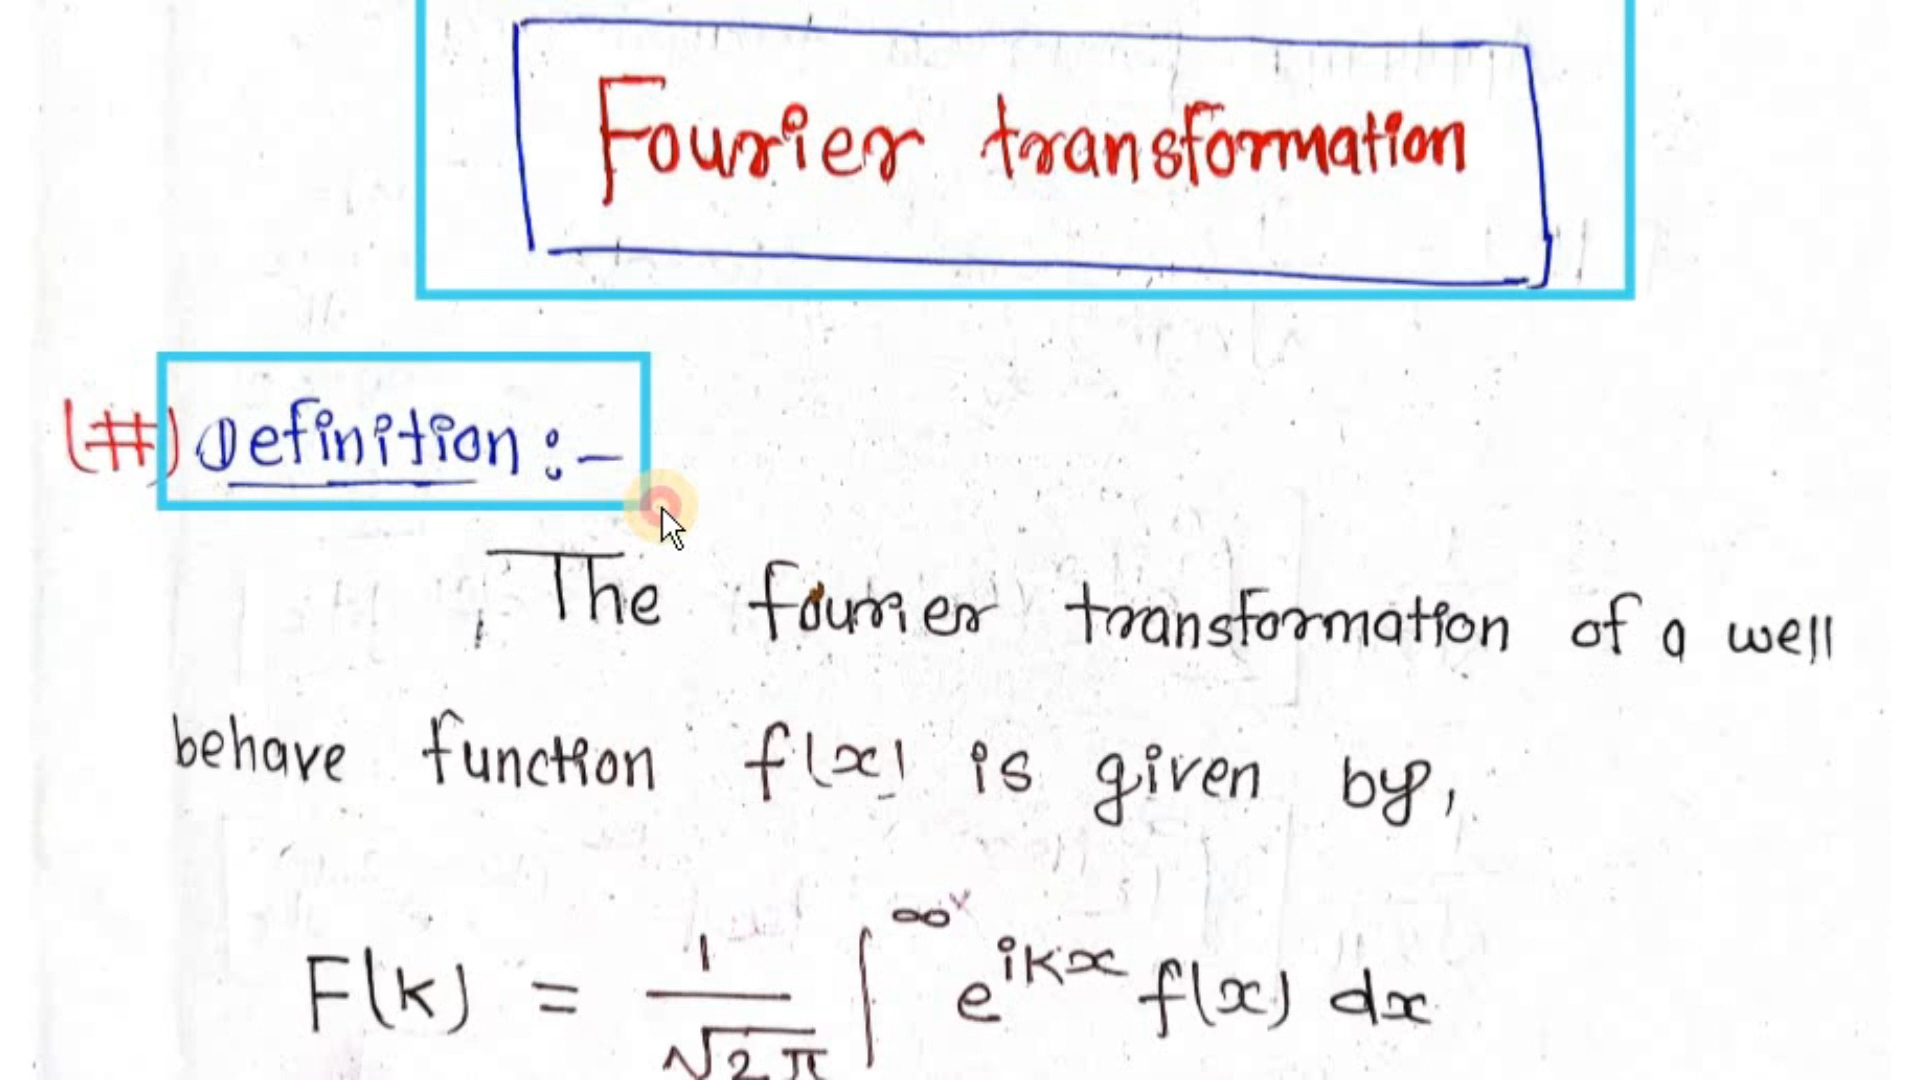 Fourier transformation
(#) Definition :-
The fourier transformation of a well
behave function f(x) is given by,
F(k) = 1/√2π ∫^∞ e^{ikx} f(x) dx